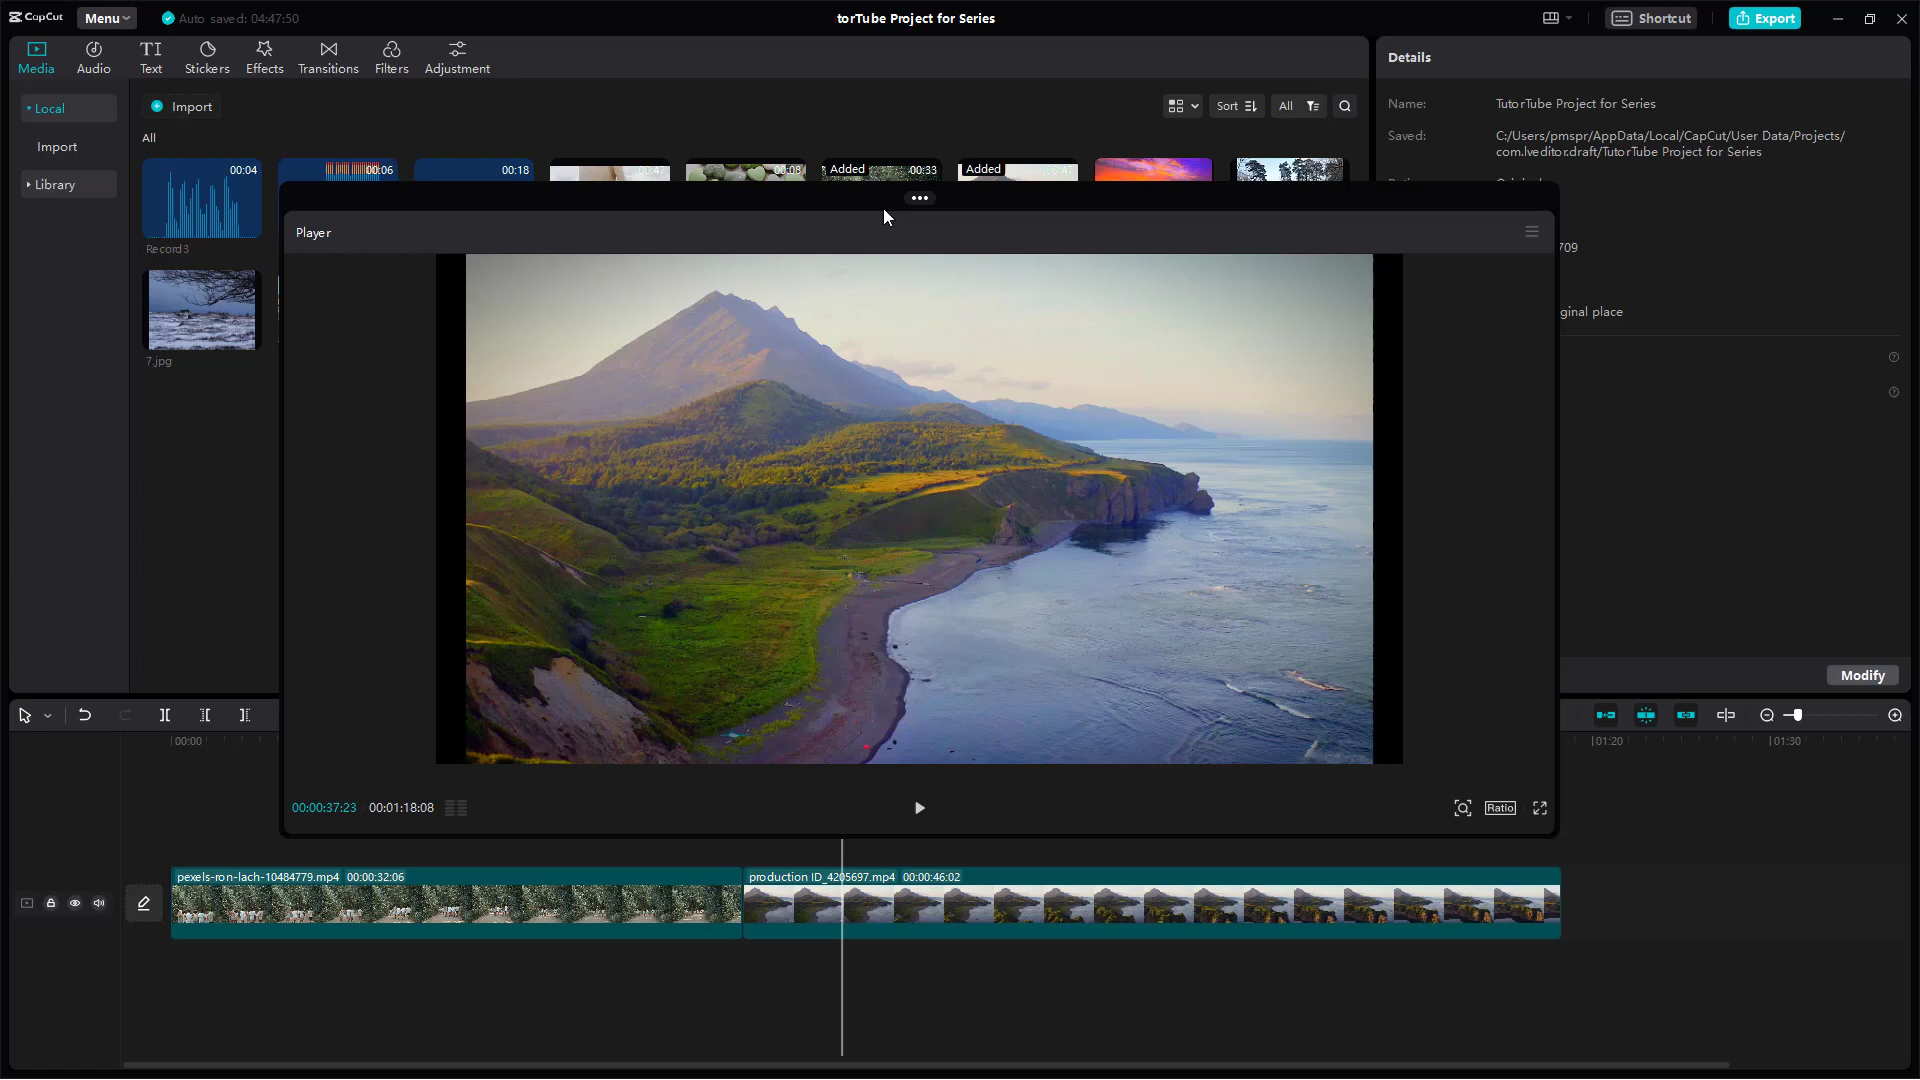 CapCut
Menu
Auto saved: 04:47:50
torTube Project for Series
Shortcut
Export
Media
Audio
Text
Stickers
Effects
Transitions
Filters
Adjustment
Details
Local
Import
Library
Import
Sort
All
All
00:04
00:06
00:18
00:47
00:08
Added
00:33
Added
00:47
Record3
7.jpg
Name:
TutorTube Project for Series
Saved:
C:/Users/pmspr/AppData/Local/CapCut/User Data/Projects/
com.lveditor.draft/TutorTube Project for Series
709
ginal place
Modify
Player
00:00:37:23
00:01:18:08
Ratio
00:00
01:20
01:30
pexels-ron-lach-10484779.mp4 00:00:32:06
production ID_4205697.mp4 00:00:46:02